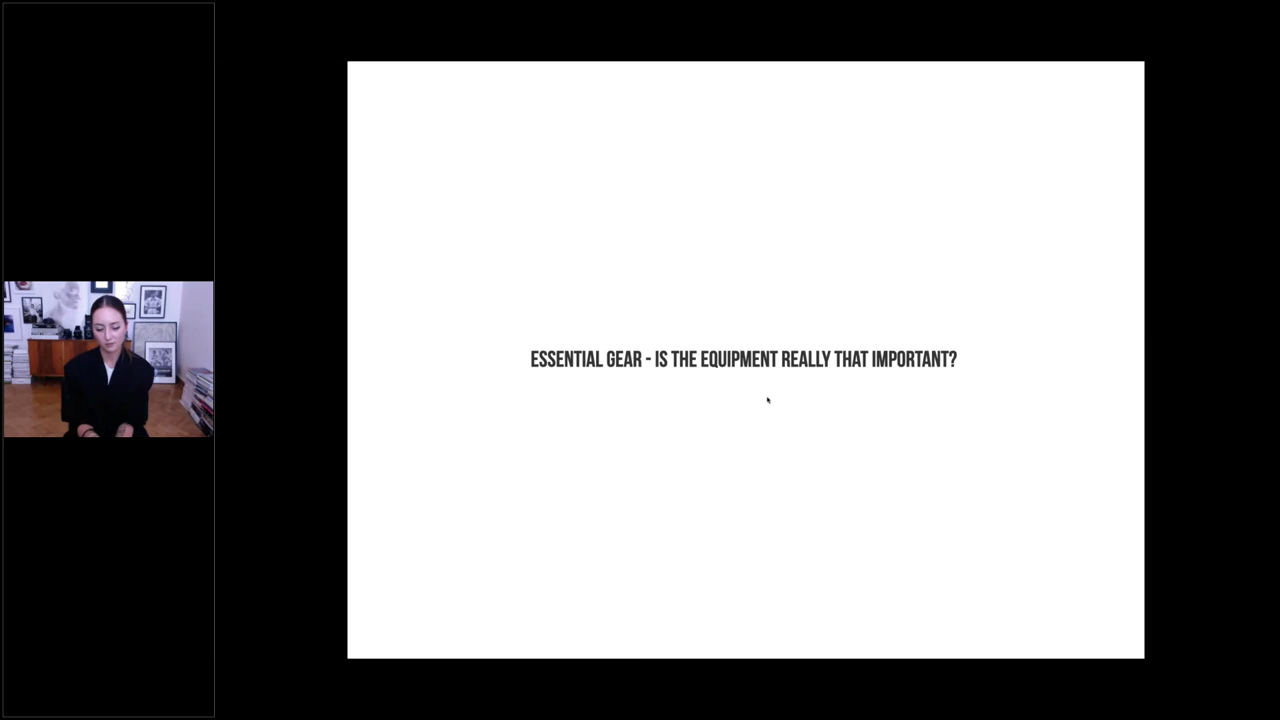 ESSENTIAL GEAR - IS THE EQUIPMENT REALLY THAT IMPORTANT?